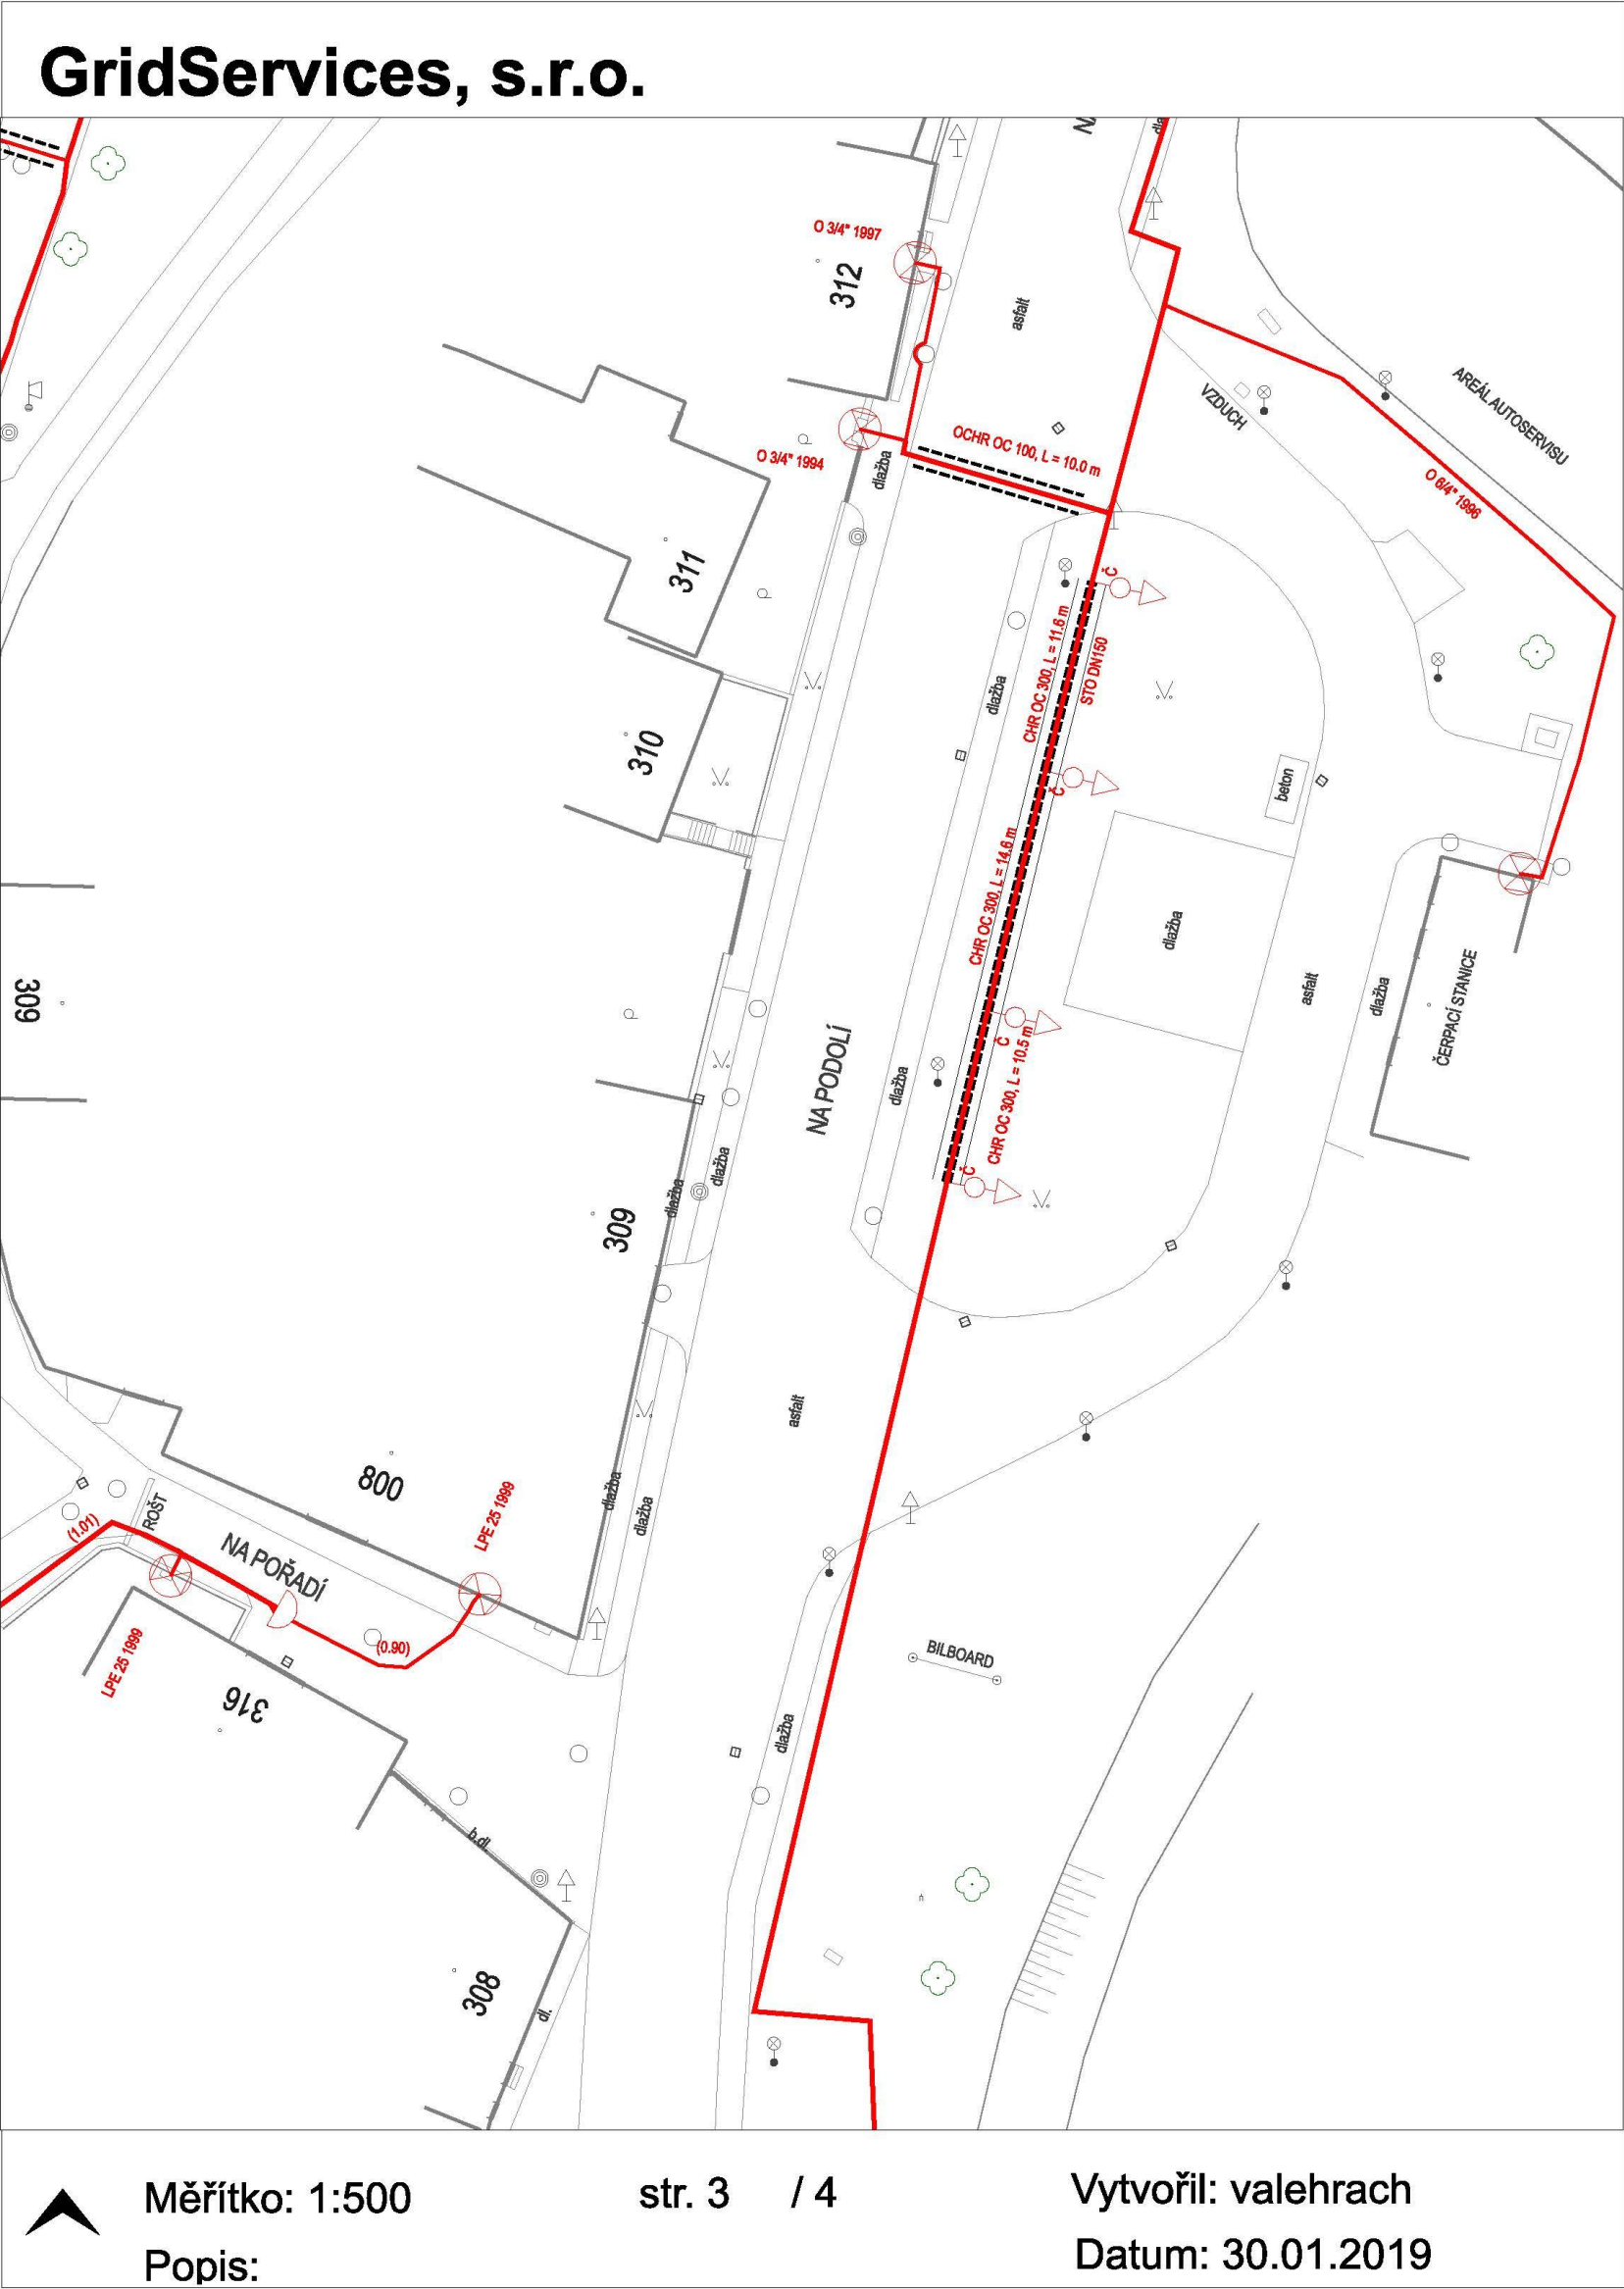 GridServices, s.r.o.
O 3/4" 1997
312
asfalt
VZDUCH
AREÁL AUTOSERVISU
OCHR OC 100, L = 10.0 m
O 3/4" 1994
dlažba
O 6/4" 1996
311
Č
CHR OC 300, L = 11.6 m
STO DN150
dlažba
310
Č
beton
CHR OC 300, L = 14.6 m
dlažba
309
asfalt
dlažba
ČERPACÍ STANICE
NA PODOLÍ
dlažba
Č
CHR OC 300, L = 10.5 m
dlažba
dlažba
Č
309
asfalt
800
LPE 25 1999
dlažba
dlažba
(1.01)
ROŠT
NA POŘADÍ
(0.90)
LPE 25 1999
316
BILBOARD
dlažba
b.dl.
308
dl.
Měřítko: 1:500
str. 3 / 4
Vytvořil: valehrach
Popis:
Datum: 30.01.2019